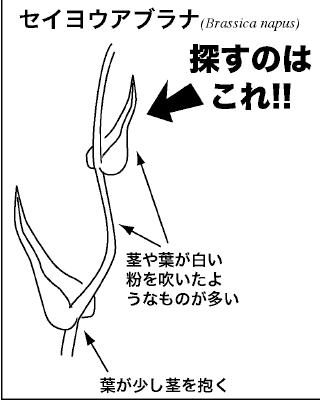 セイヨウアブラナ(Brassica napus)
探すのは
これ!!
茎や葉が白い
粉を吹いたよ
うなものが多い
葉が少し茎を抱く